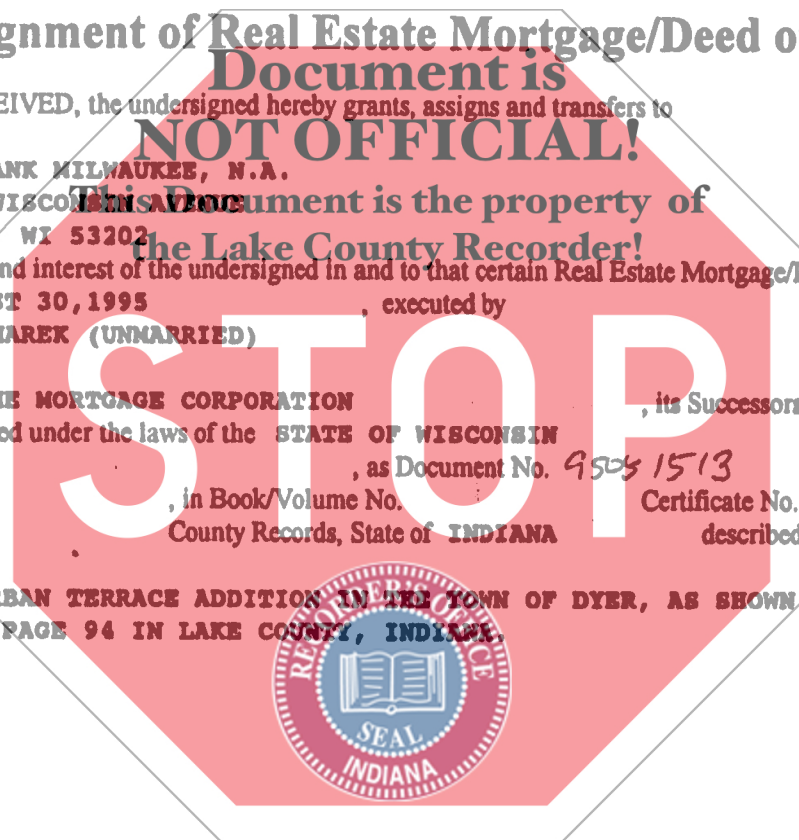 gnment of Real Estate Mortgage/Deed o
Document is
EIVED, the undersigned hereby grants, assigns and transfers to
NOT OFFICIAL!
ANK MILWAUKEE, N.A.
This Document is the property of
WISCONSIN AVENUE
WI 53202
the Lake County Recorder!
nd interest of the undersigned in and to that certain Real Estate Mortgage/
ST 30,1995 , executed by
MAREK (UNMARRIED)
STOP
E MORTGAGE CORPORATION , its Successors
ed under the laws of the STATE OF WISCONSIN
, as Document No.
, in Book/Volume No. Certificate No.
County Records, State of INDIANA described
BAN TERRACE ADDITION IN THE TOWN OF DYER, AS SHOWN
PAGE 94 IN LAKE COUNTY, INDIANA.
RECORDER'S OFFICE
SEAL
INDIANA